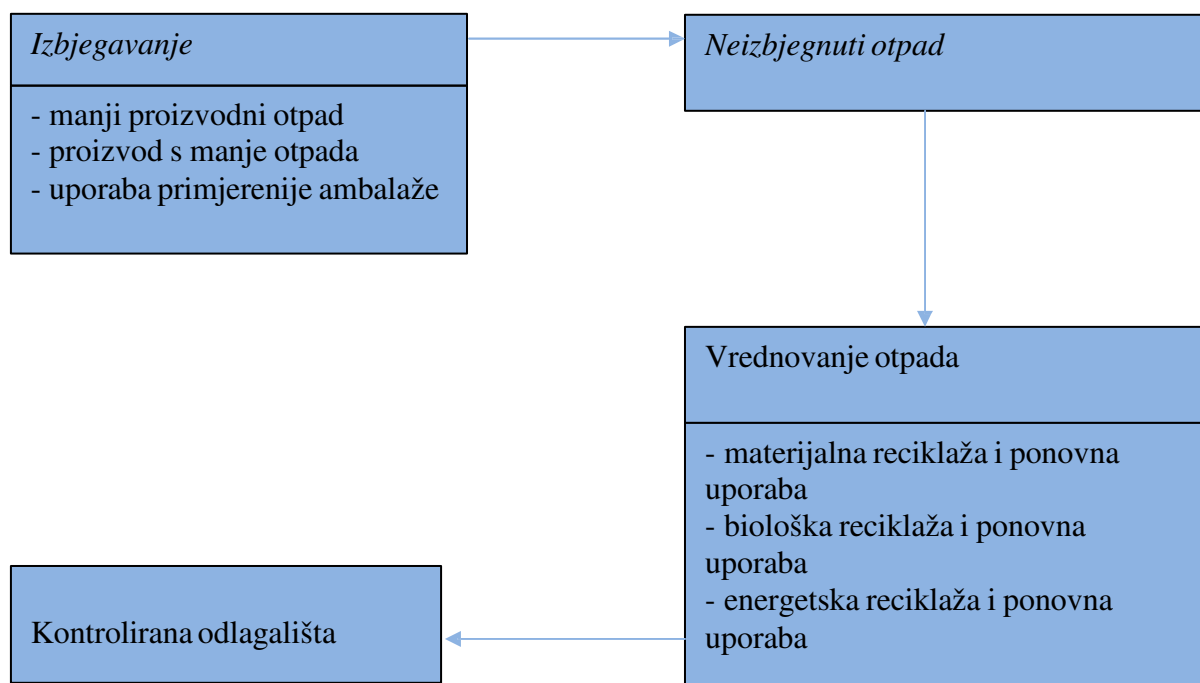 Izbjegavanje
- manji proizvodni otpad
- proizvod s manje otpada
- uporaba primjerenije ambalaže
Neizbjegnuti otpad
Vrednovanje otpada
- materijalna reciklaža i ponovna
uporaba
- biološka reciklaža i ponovna
uporaba
- energetska reciklaža i ponovna
uporaba
Kontrolirana odlagališta